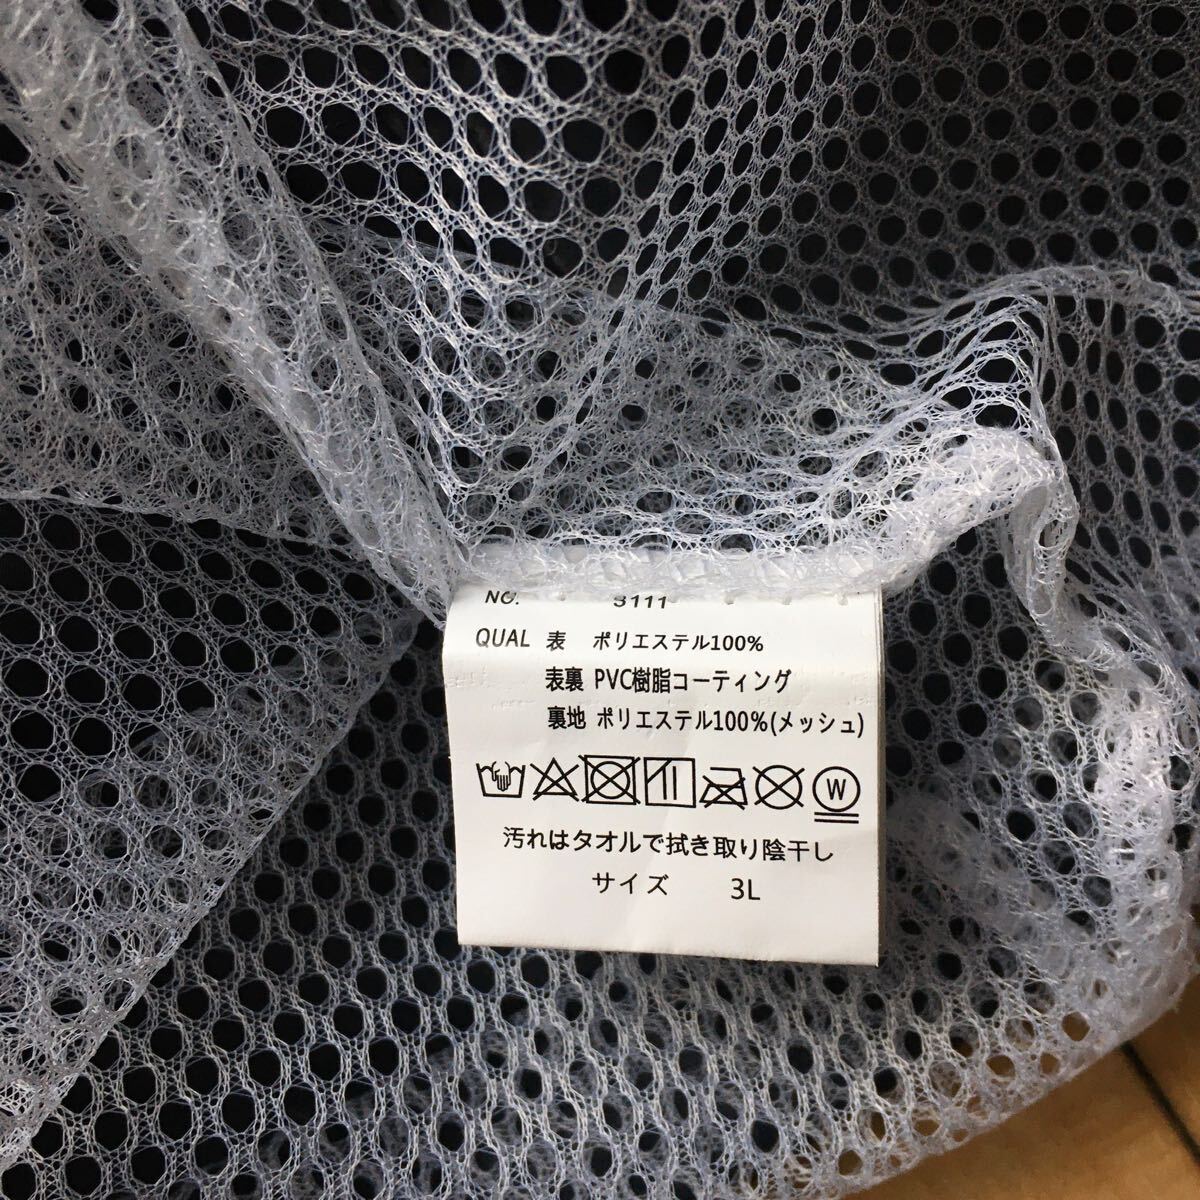 NO. 3111
QUAL 表 ポリエステル100%
表裏 PVC樹脂コーティング
裏地 ポリエステル100%(メッシュ)
W
汚れはタオルで拭き取り陰干し
サイズ 3L